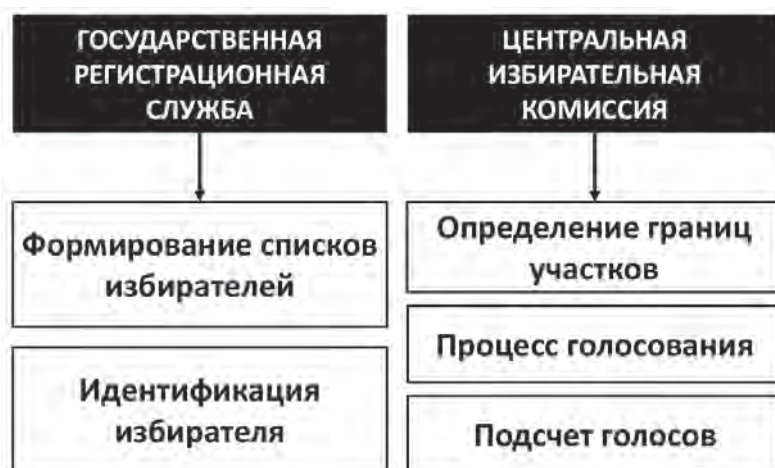 ГОСУДАРСТВЕННАЯ
РЕГИСТРАЦИОННАЯ
СЛУЖБА
Формирование списков
избирателей
Идентификация
избирателя
ЦЕНТРАЛЬНАЯ
ИЗБИРАТЕЛЬНАЯ
КОМИССИЯ
Определение границ
участков
Процесс голосования
Подсчет голосов